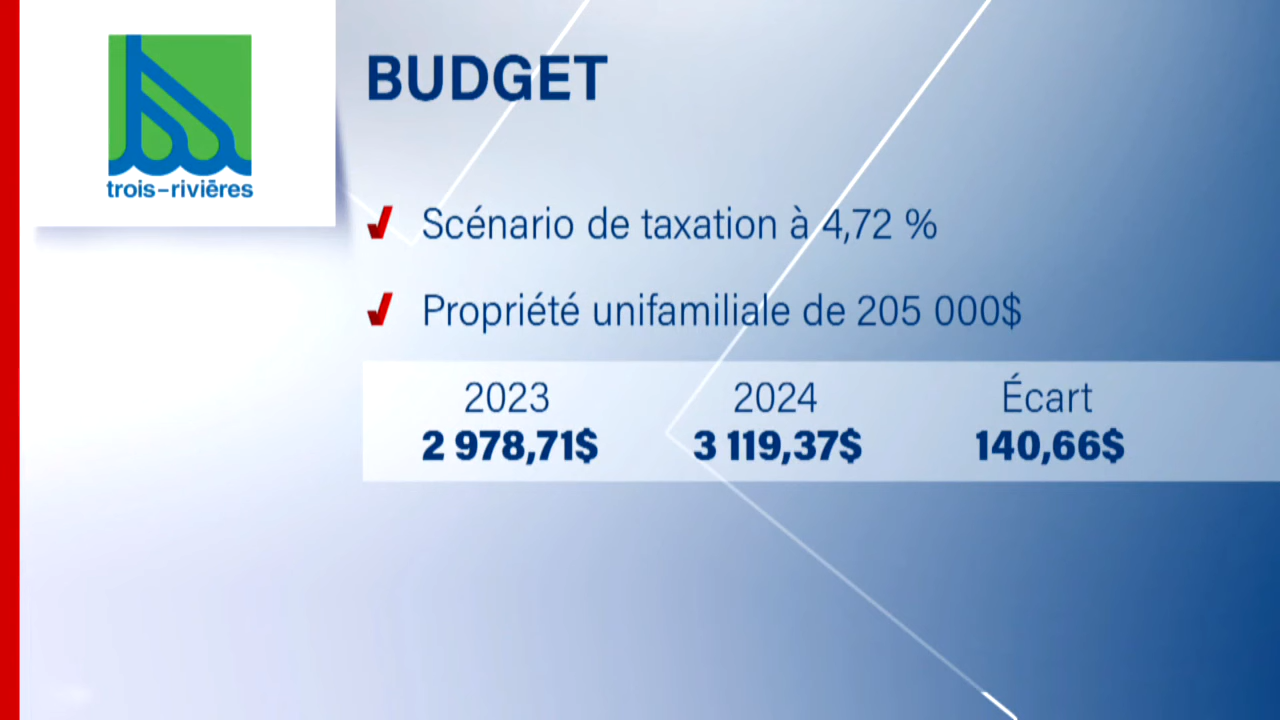 trois-rivières
BUDGET
Scénario de taxation à 4,72 %
Propriété unifamiliale de 205 000$
2023 2024 Écart
2 978,71$ 3 119,37$ 140,66$